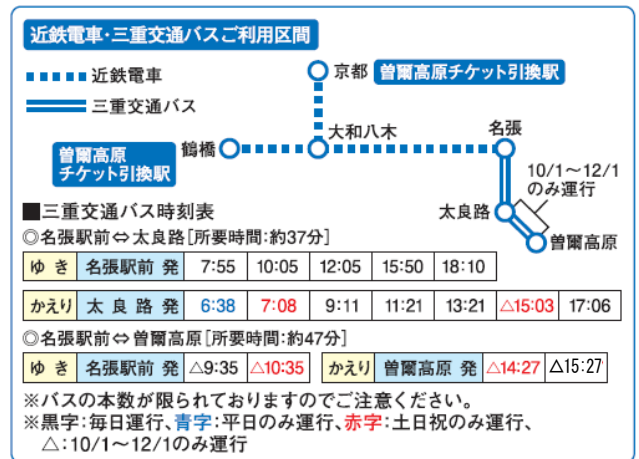 近鉄電車・三重交通バスご利用区間
近鉄電車
三重交通バス
京都
曽爾高原チケット引換駅
大和八木
名張
鶴橋
曽爾高原
チケット引換駅
10/1〜12/1
のみ運行
太良路
曽爾高原
■三重交通バス時刻表
◎名張駅前⇔太良路[所要時間:約37分]
ゆき 名張駅前 発 7:55 10:05 12:05 15:50 18:10
かえり 太良路 発 6:38 7:08 9:11 11:21 13:21 △15:03 17:06
◎名張駅前⇔曽爾高原[所要時間:約47分]
ゆき 名張駅前 発 △9:35 △10:35 かえり 曽爾高原 発 △14:27 △15:27
※バスの本数が限られておりますのでご注意ください。
※黒字:毎日運行、青字:平日のみ運行、赤字:土日祝のみ運行、
△:10/1〜12/1のみ運行